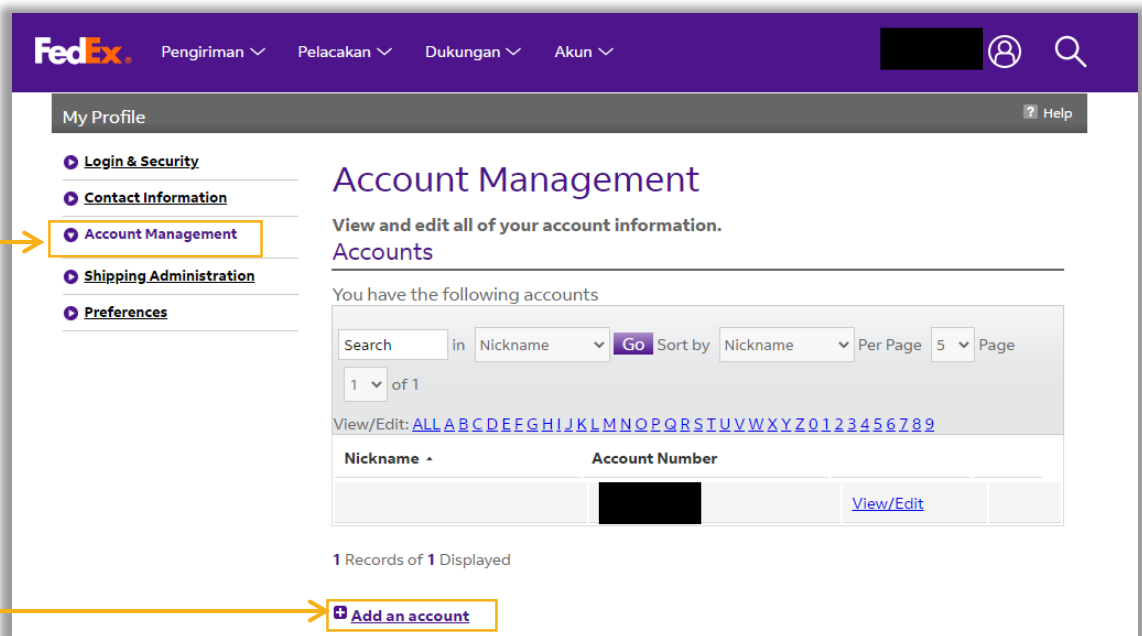 FedEx® Pengiriman Pelacakan Dukungan Akun
My Profile ? Help
Login & Security
Contact Information
Account Management
Shipping Administration
Preferences
Account Management
View and edit all of your account information.
Accounts
You have the following accounts
Search in Nickname Go Sort by Nickname Per Page 5 Page
1 of 1
View/Edit: ALL A B C D E F G H I J K L M N O P Q R S T U V W X Y Z 0 1 2 3 4 5 6 7 8 9
Nickname Account Number
View/Edit
1 Records of 1 Displayed
Add an account